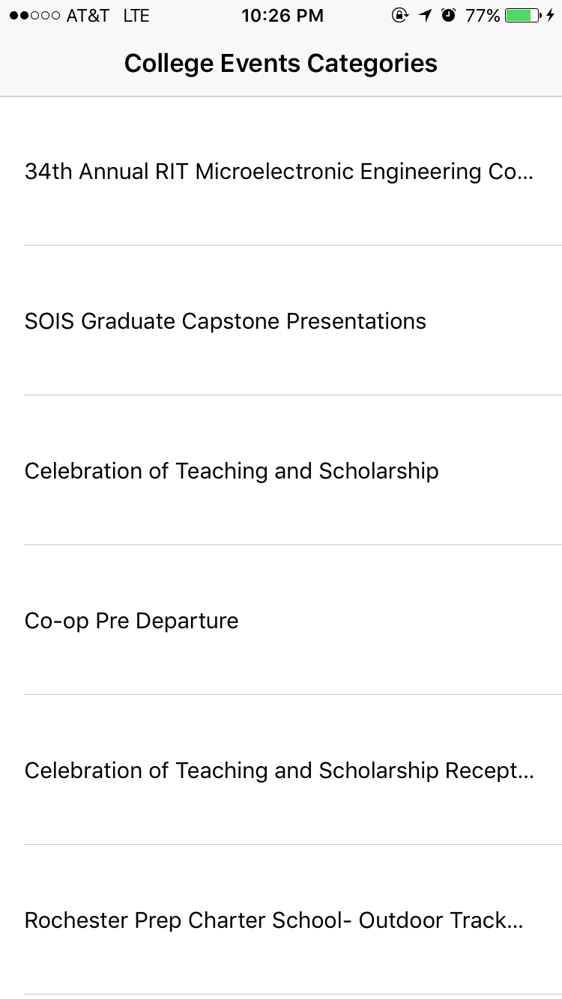 AT&T LTE 10:26 PM 77%
College Events Categories
34th Annual RIT Microelectronic Engineering Co...
SOIS Graduate Capstone Presentations
Celebration of Teaching and Scholarship
Co-op Pre Departure
Celebration of Teaching and Scholarship Recept...
Rochester Prep Charter School- Outdoor Track...